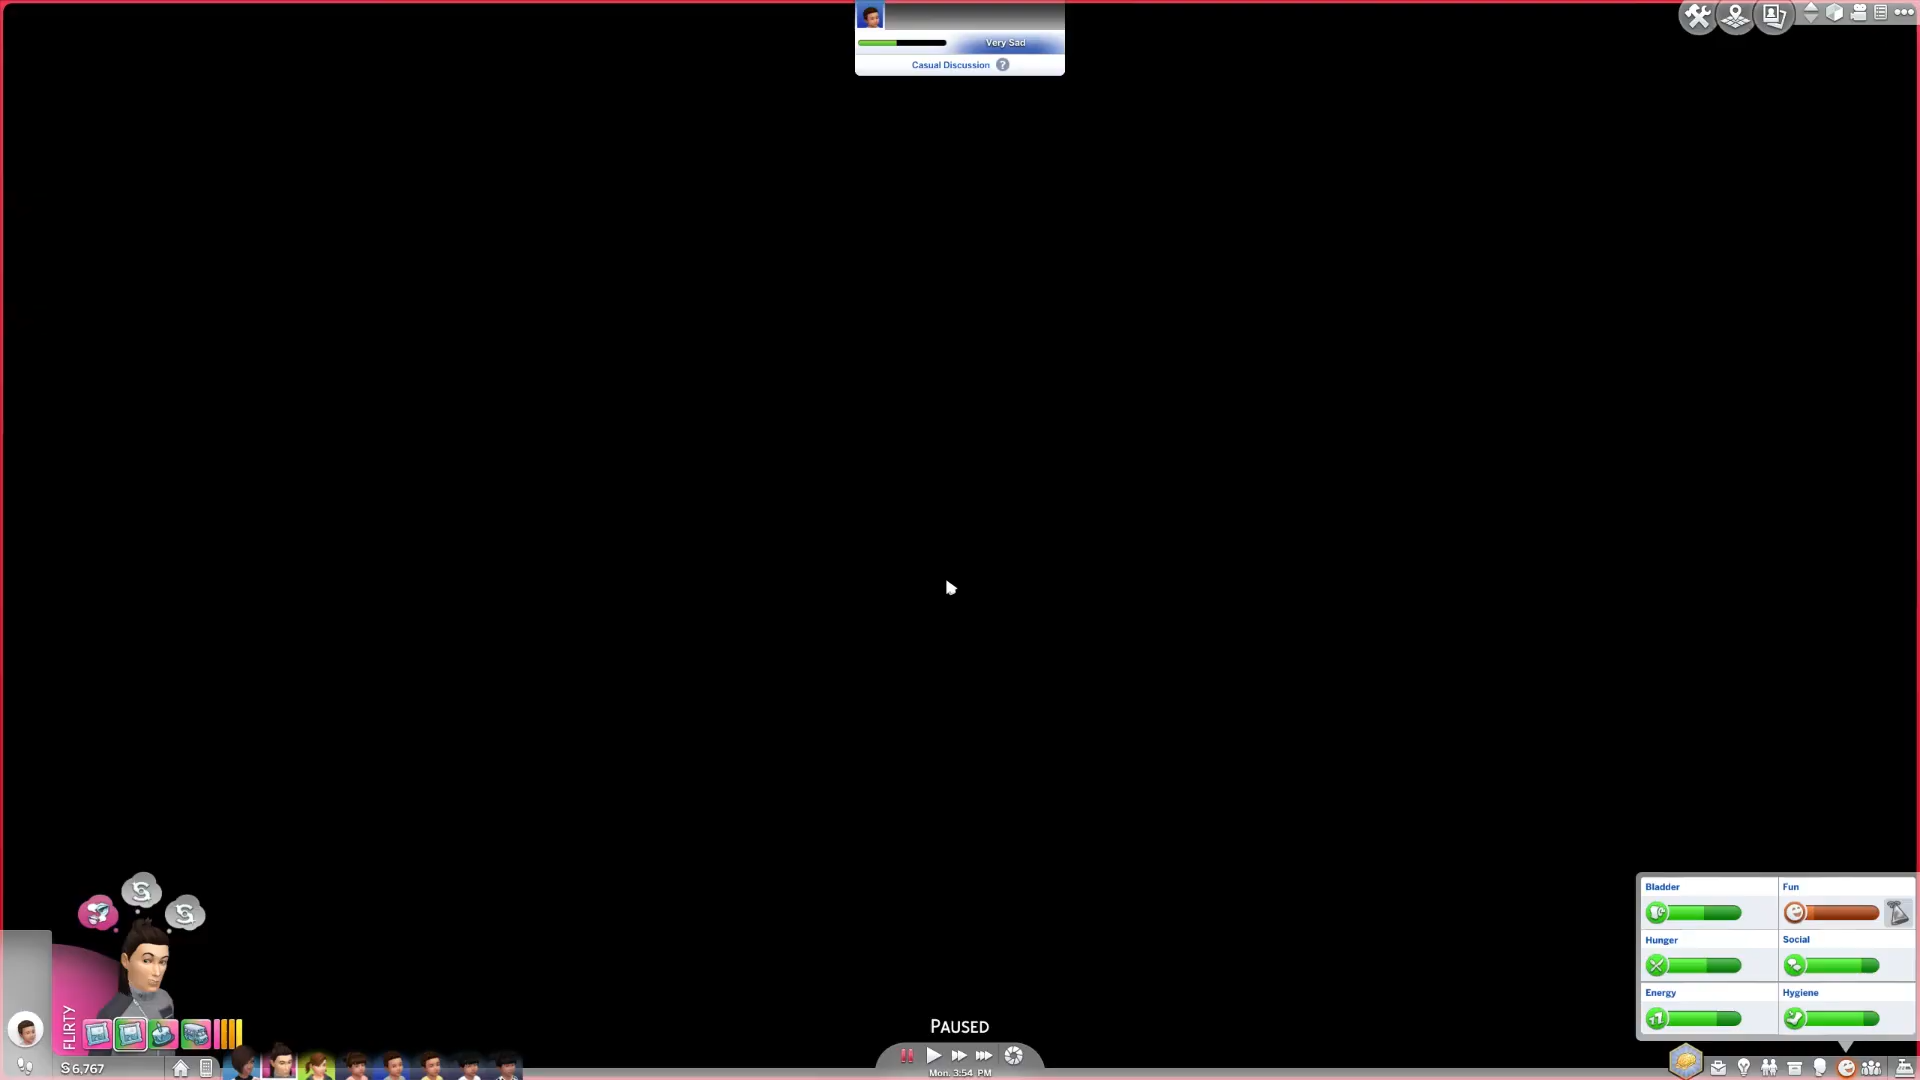 Very Sad
Casual Discussion ?
Bladder
Fun
Hunger
Social
Energy
Hygiene
FLIRTY
PAUSED
§6,767
Mon. 3:54 PM